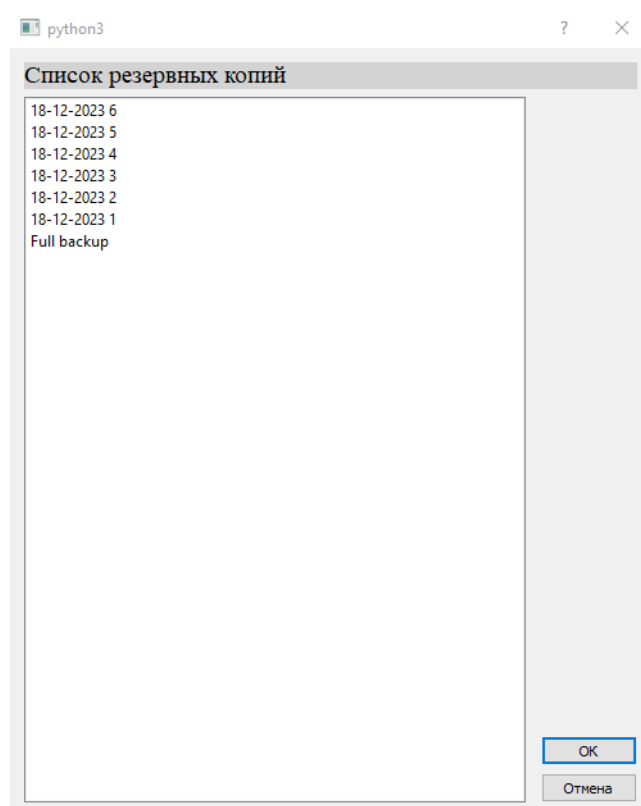 python3 ?
Список резервных копий
18-12-2023 6
18-12-2023 5
18-12-2023 4
18-12-2023 3
18-12-2023 2
18-12-2023 1
Full backup
OK
Отмена